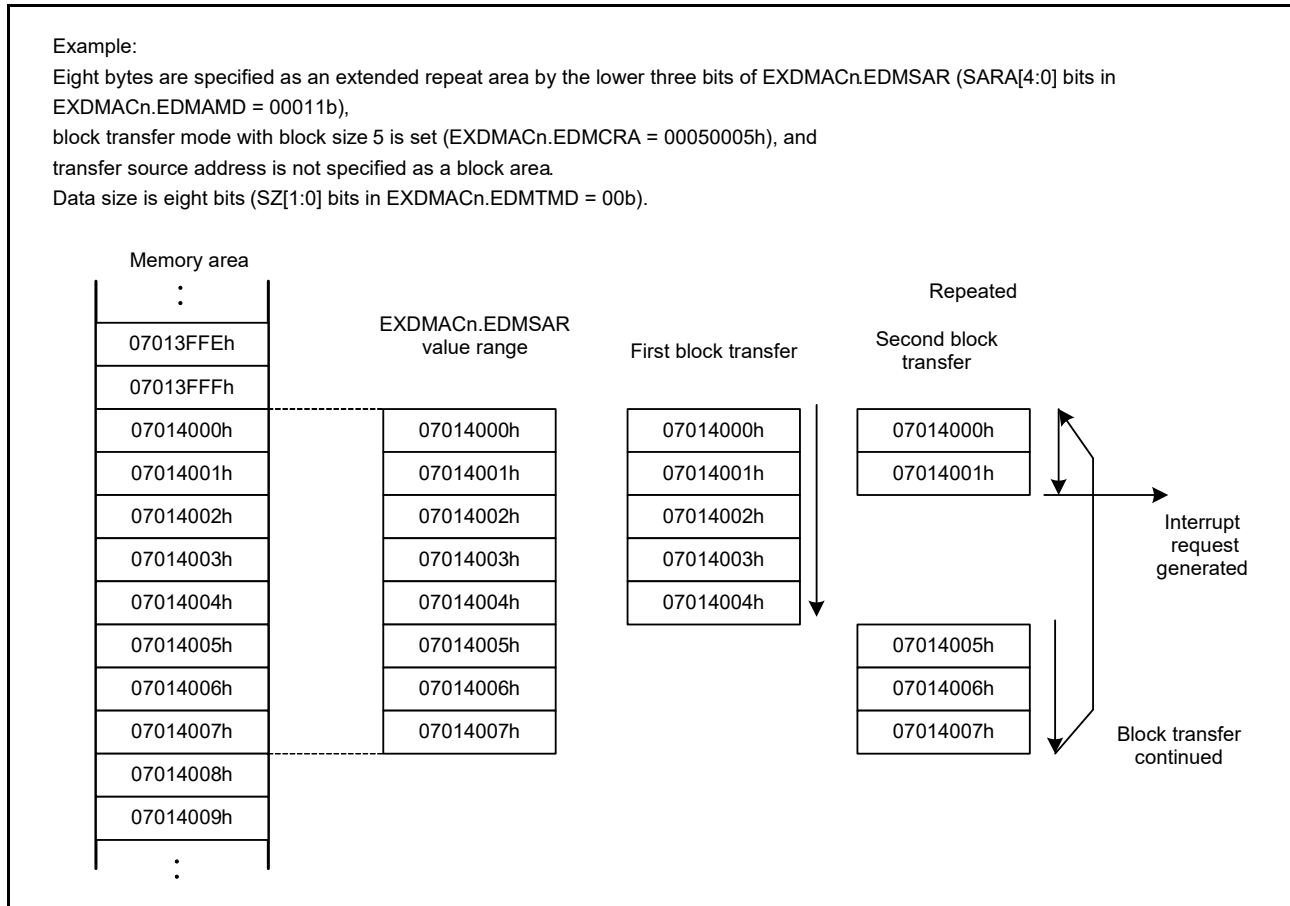 Example:
Eight bytes are specified as an extended repeat area by the lower three bits of EXDMACn.EDMSAR (SARA[4:0] bits in
EXDMACn.EDMAMD = 00011b),
block transfer mode with block size 5 is set (EXDMACn.EDMCRA = 00050005h), and
transfer source address is not specified as a block area.
Data size is eight bits (SZ[1:0] bits in EXDMACn.EDMTMD = 00b).
Memory area
:
07013FFEh
07013FFFh
07014000h
07014001h
07014002h
07014003h
07014004h
07014005h
07014006h
07014007h
07014008h
07014009h
:
EXDMACn.EDMSAR
value range
07014000h
07014001h
07014002h
07014003h
07014004h
07014005h
07014006h
07014007h
First block transfer
07014000h
07014001h
07014002h
07014003h
07014004h
Repeated
Second block
transfer
07014000h
07014001h
07014005h
07014006h
07014007h
Interrupt
request
generated
Block transfer
continued